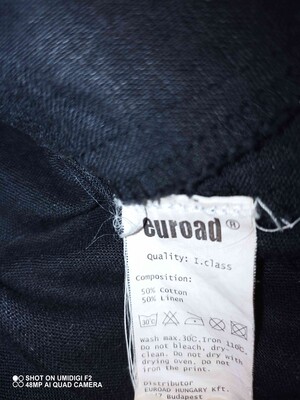 euroad ®
Quality: I.class
Composition:
50% Cotton
50% Linen
30°C
Wash max.30C.Iron 110C.
Do not bleach, dry
clean. Do not dry with
drying oven. Do not
iron the print.
Distributor
EUROAD HUNGARY Kft.
17 Budapest
SHOT ON UMIDIGI F2
48MP AI QUAD CAMERA